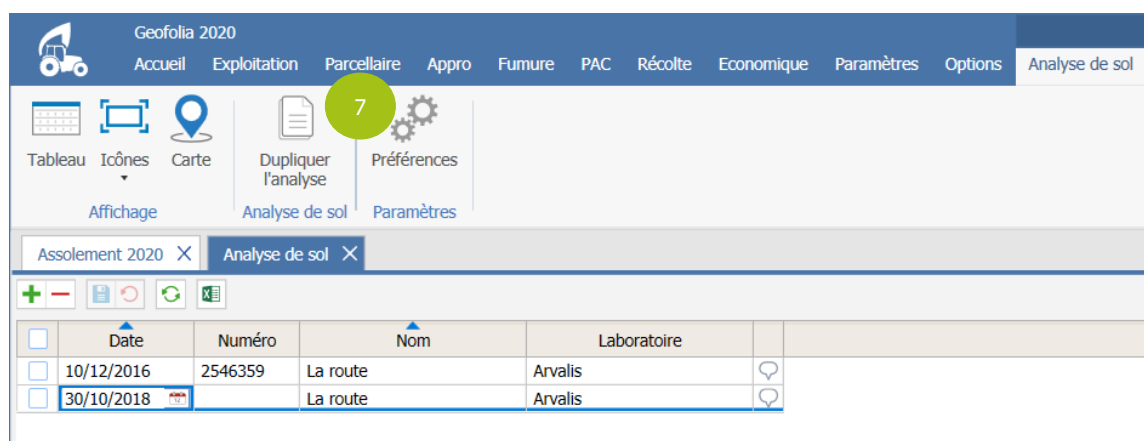 Geofolia 2020
Accueil Exploitation Parcellaire Appro Fumure PAC Récolte Economique Paramètres Options Analyse de sol
7
Tableau Icônes Carte Dupliquer l'analyse Préférences
Affichage Analyse de sol Paramètres
Assolement 2020 Analyse de sol
Date Numéro Nom Laboratoire
10/12/2016 2546359 La route Arvalis
30/10/2018 La route Arvalis